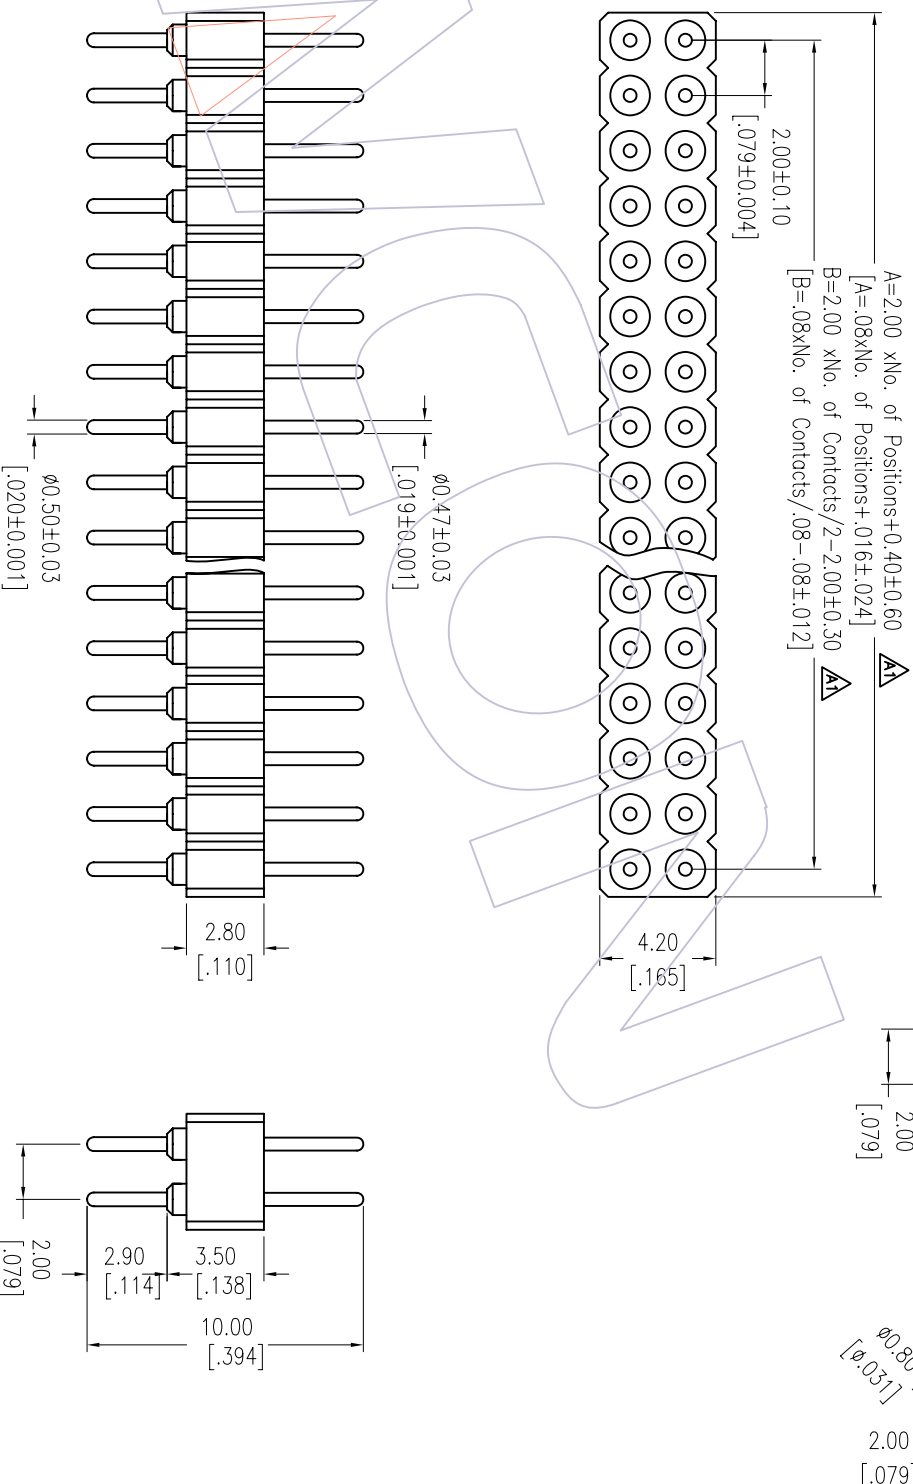 A=2.00 xNo. of Positions+0.40±0.60
[A=.08xNo. of Positions+.016±.024]
A1
B=2.00 xNo. of Contacts/2-2.00±0.30
[B=.08xNo. of Contacts/.08-.08±.012]
A1
2.00±0.10
[.079±0.004]
ø0.47±0.03
[.019±0.001]
ø0.50±0.03
[.020±0.001]
2.80
[.110]
4.20
[.165]
2.00
[.079]
2.00
[.079]
2.90
[.114]
3.50
[.138]
10.00
[.394]
ø0.80
[ø.031]
2.00
[.079]